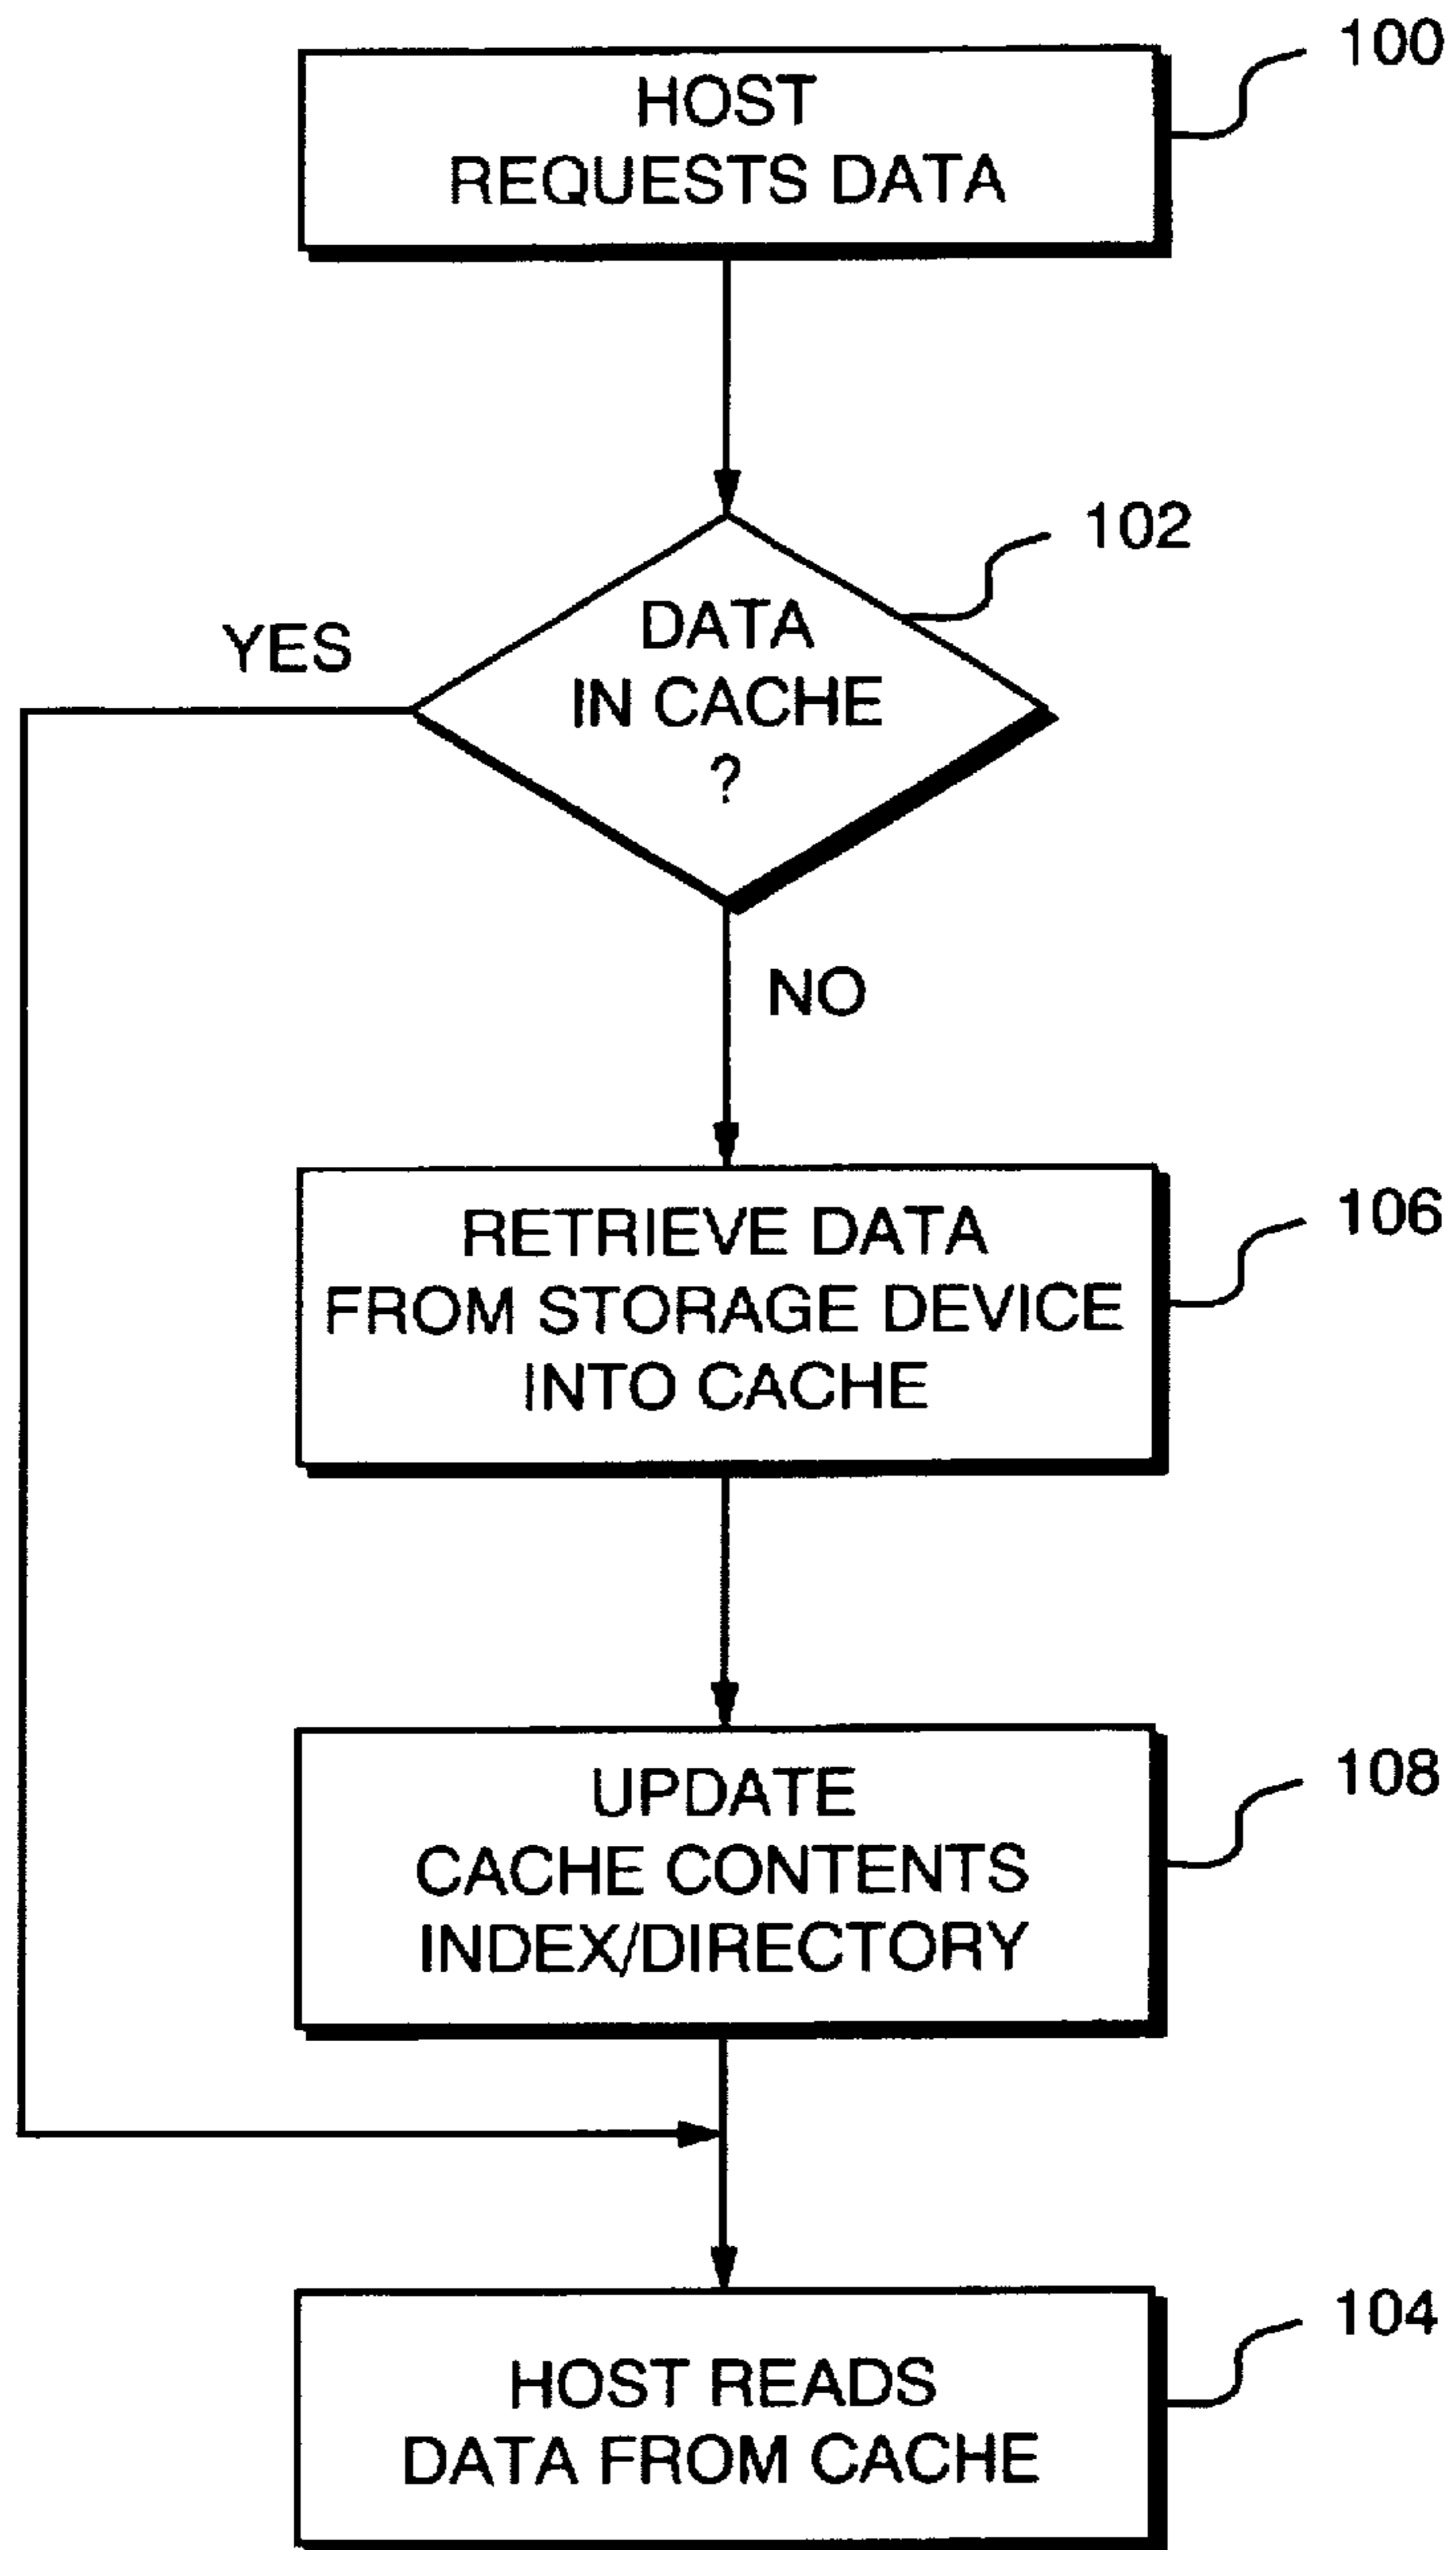 100
HOST
REQUESTS DATA
102
DATA
IN CACHE
?
YES
NO
106
RETRIEVE DATA
FROM STORAGE DEVICE
INTO CACHE
108
UPDATE
CACHE CONTENTS
INDEX/DIRECTORY
104
HOST READS
DATA FROM CACHE